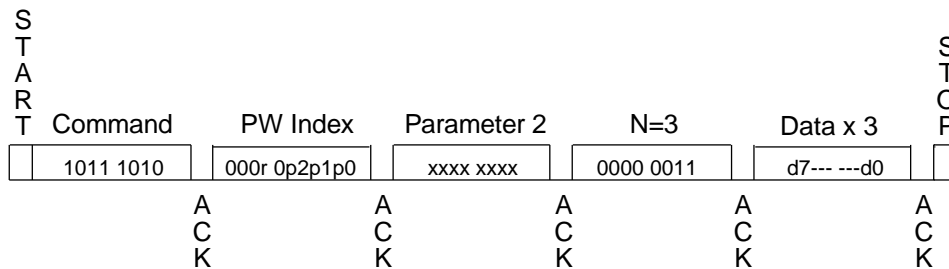 START
Command PW Index Parameter 2 N=3 Data x 3
STOP
1011 1010 000r 0p2p1p0 xxxx xxxx 0000 0011 d7--- ---d0
ACK ACK ACK ACK ACK